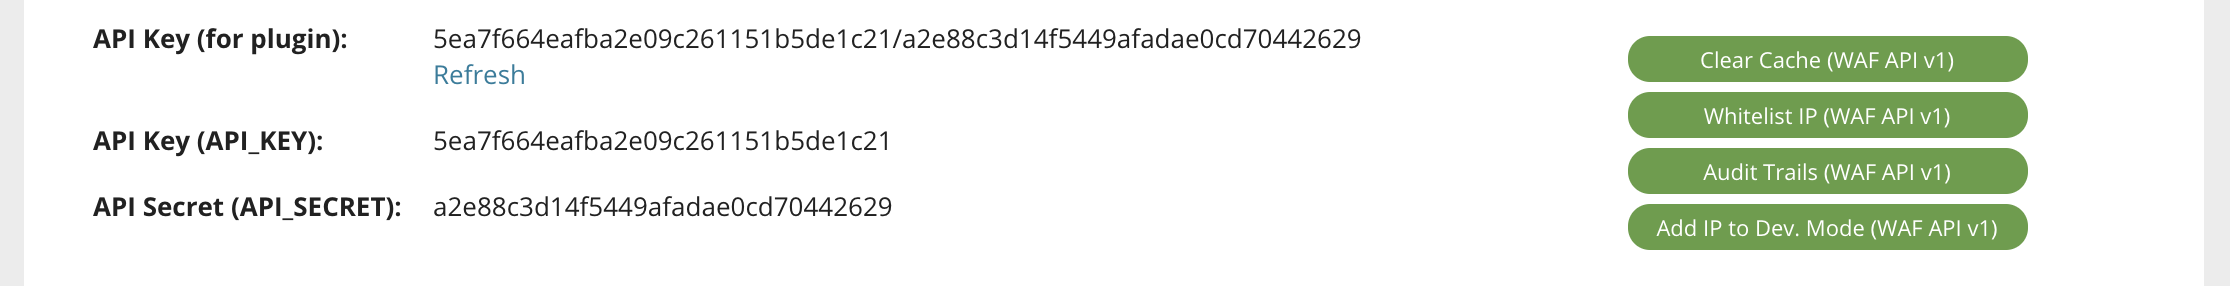 API Key (for plugin): 5ea7f664eafba2e09c261151b5de1c21/a2e88c3d14f5449afadae0cd70442629
Refresh
API Key (API_KEY): 5ea7f664eafba2e09c261151b5de1c21
API Secret (API_SECRET): a2e88c3d14f5449afadae0cd70442629
Clear Cache (WAF API v1)
Whitelist IP (WAF API v1)
Audit Trails (WAF API v1)
Add IP to Dev. Mode (WAF API v1)